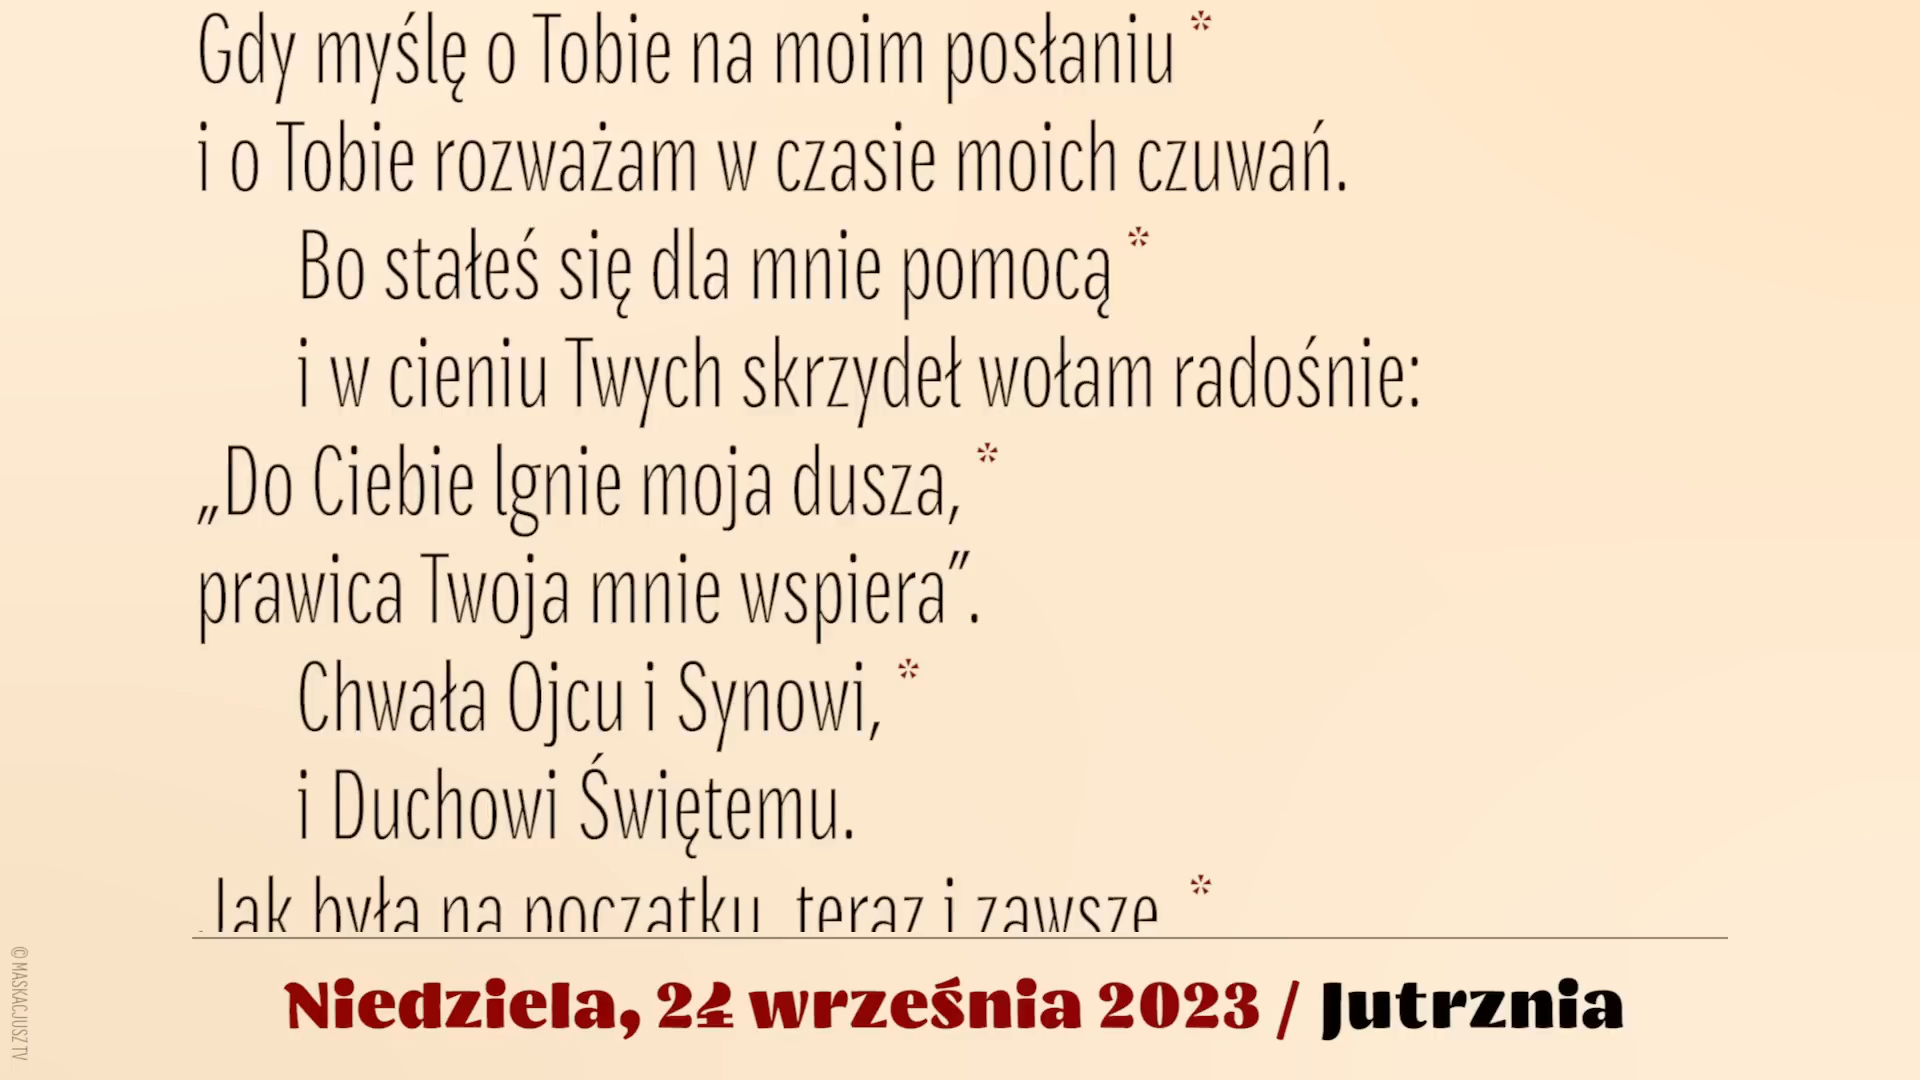 Gdy myślę o Tobie na moim posłaniu *
i o Tobie rozważam w czasie moich czuwań.
Bo stałeś się dla mnie pomocą *
i w cieniu Twych skrzydeł wołam radośnie:
„Do Ciebie lgnie moja dusza, *
prawica Twoja mnie wspiera”.
Chwała Ojcu i Synowi, *
i Duchowi Świętemu.
Jak była na początku, teraz i zawsze, *
Niedziela, 24 września 2023 / Jutrznia
© MASKACJUSZ TV